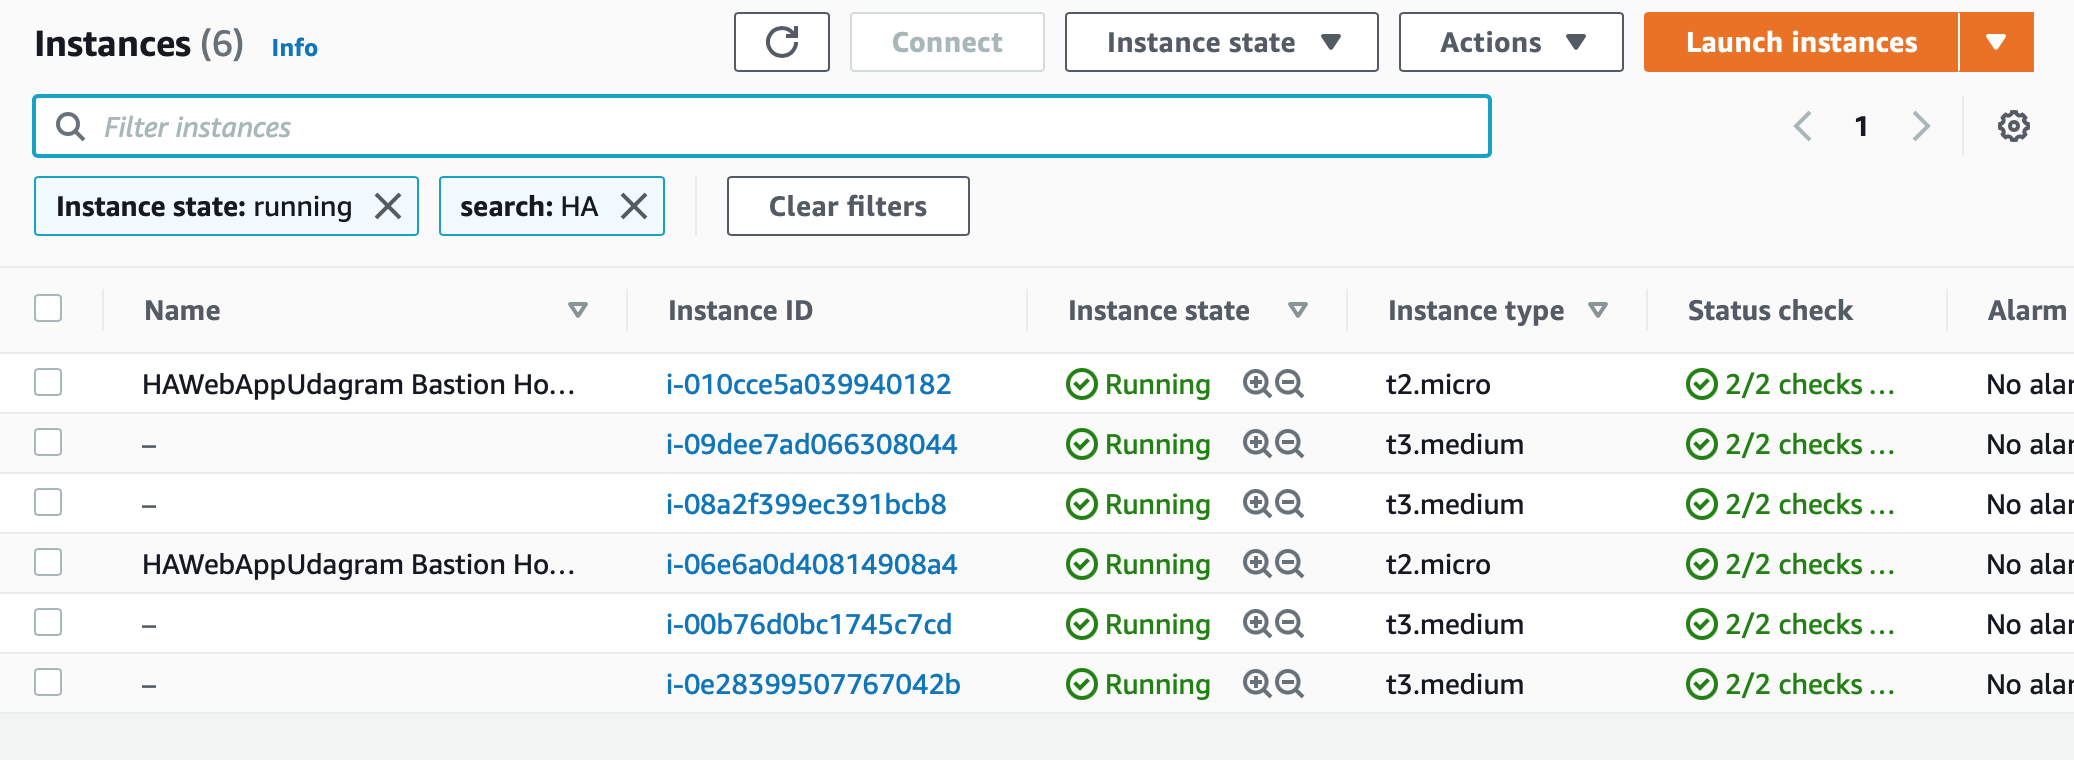 Instances (6) Info Connect Instance state Actions Launch instances
Filter instances 1
Instance state: running search: HA Clear filters
Name Instance ID Instance state Instance type Status check Alarm
HAWebAppUdagram Bastion Ho... i-010cce5a039940182 Running t2.micro 2/2 checks ... No alar
– i-09dee7ad066308044 Running t3.medium 2/2 checks ... No alar
– i-08a2f399ec391bcb8 Running t3.medium 2/2 checks ... No alar
HAWebAppUdagram Bastion Ho... i-06e6a0d40814908a4 Running t2.micro 2/2 checks ... No alar
– i-00b76d0bc1745c7cd Running t3.medium 2/2 checks ... No alar
– i-0e28399507767042b Running t3.medium 2/2 checks ... No alar